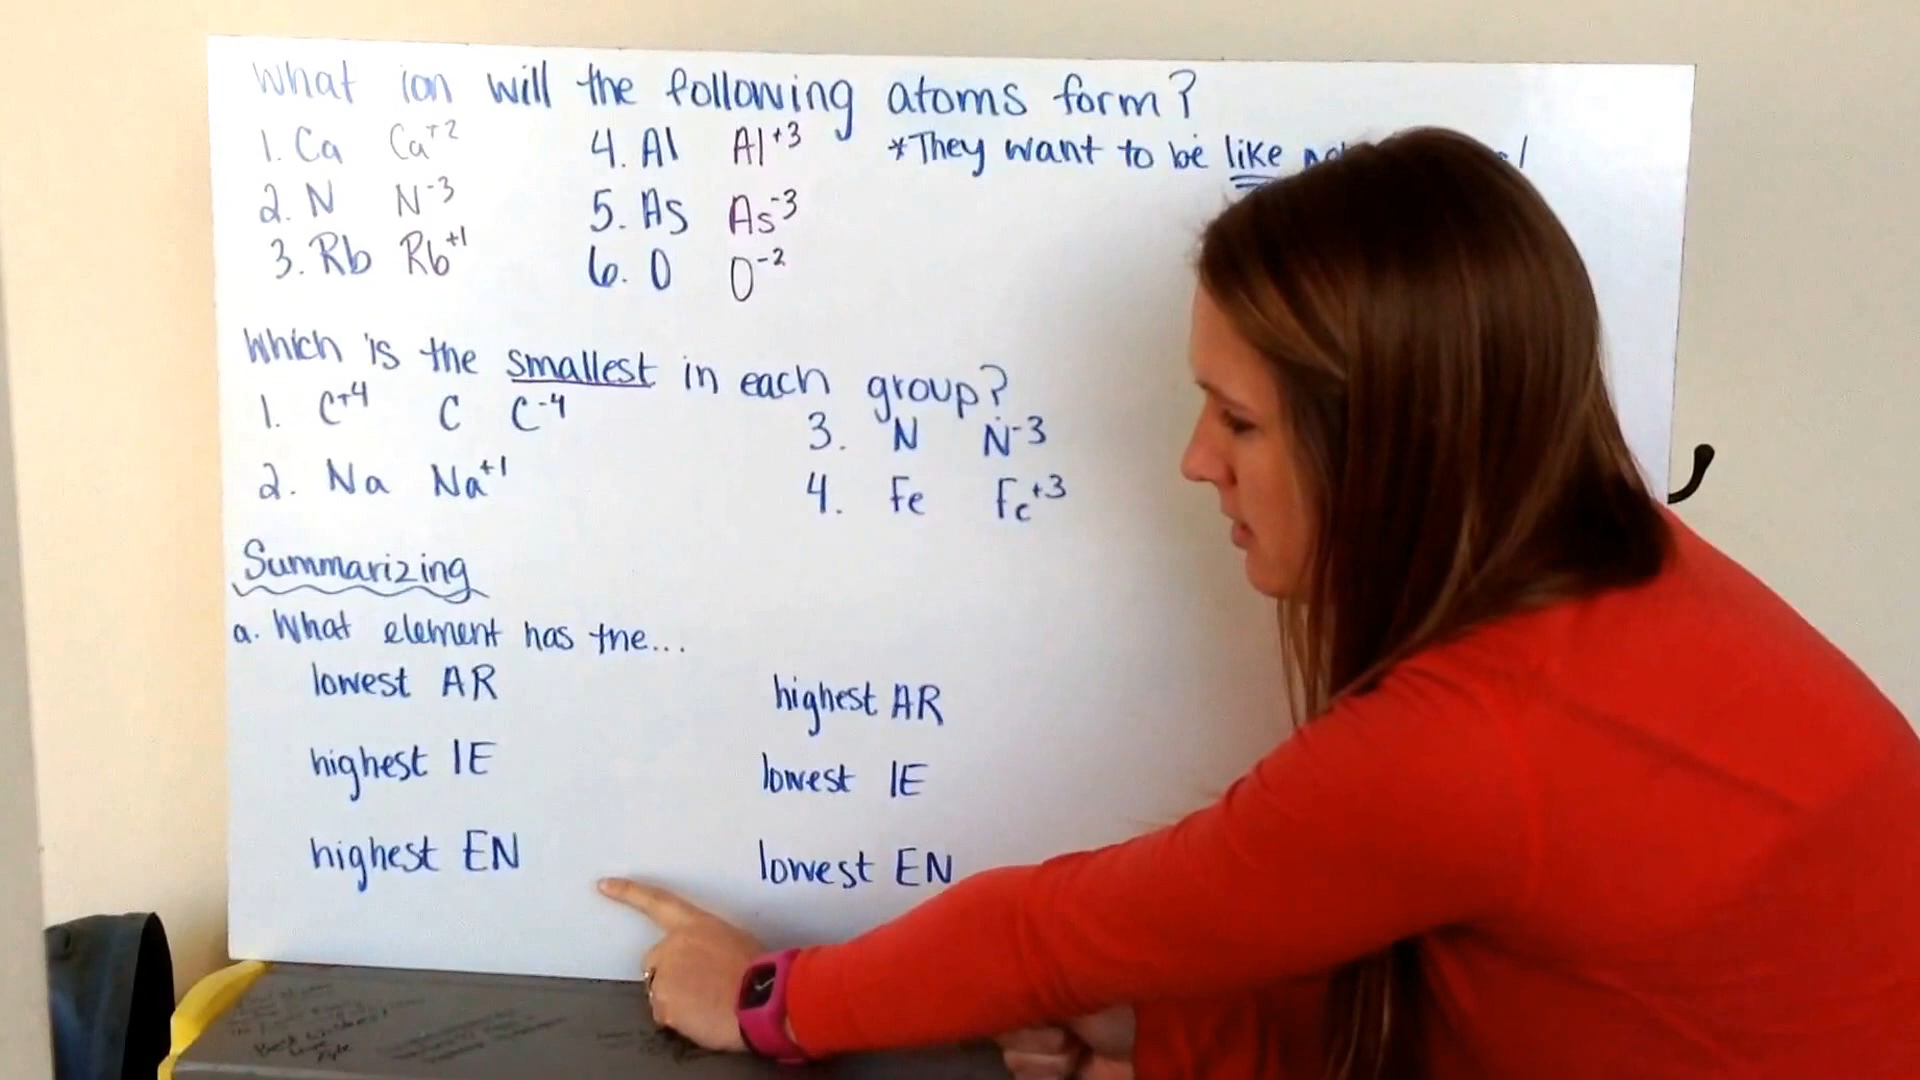 What ion will the following atoms form?
1. Ca Ca+2 4. Al Al+3 *They want to be like
2. N N-3 5. As As-3
3. Rb Rb+1 6. O O-2
Which is the smallest in each group?
1. C+4 C C-4 3. N N-3
2. Na Na+1 4. Fe Fe+3
Summarizing
a. What element has the...
lowest AR highest AR
highest IE lowest IE
highest EN lowest EN